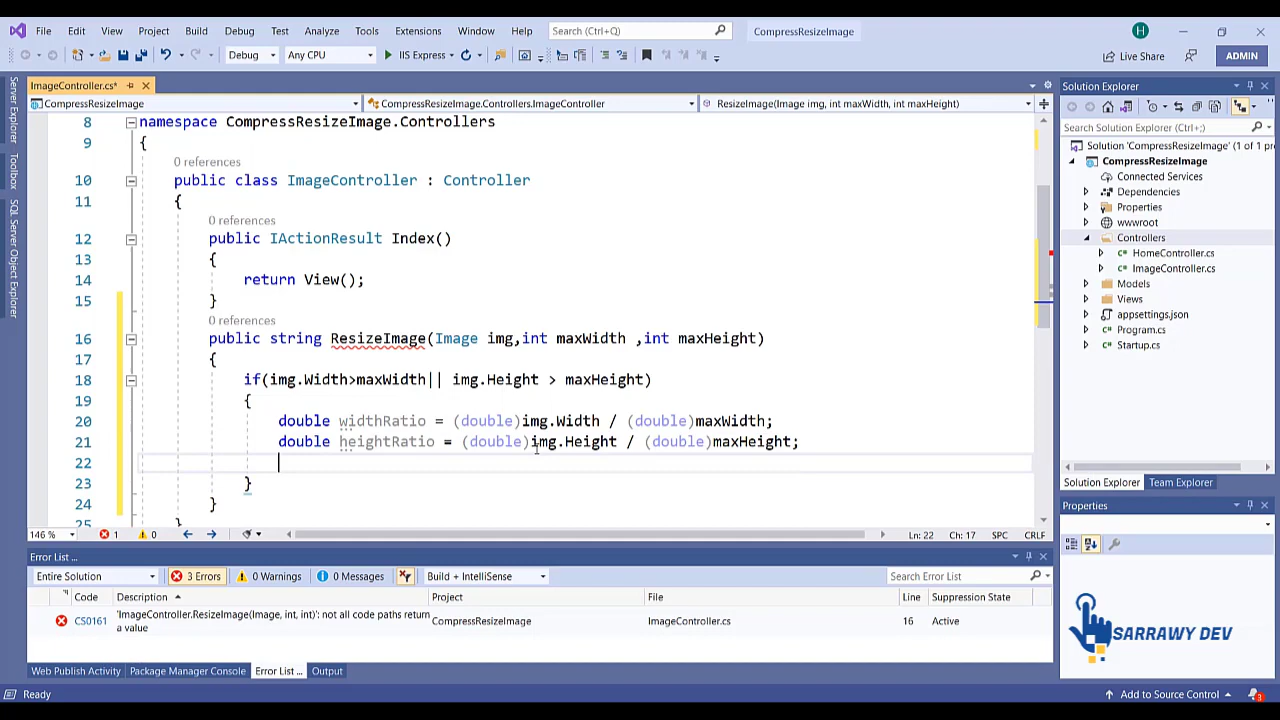 File Edit View Project Build Debug Test Analyze Tools Extensions Window Help Search (Ctrl+Q) CompressResizeImage H
Debug Any CPU IIS Express Live Share ADMIN
ImageController.cs*
CompressResizeImage CompressResizeImage.Controllers.ImageController ResizeImage(Image img, int maxWidth, int maxHeight)
Server Explorer
Toolbox
SQL Server Object Explorer
8 namespace CompressResizeImage.Controllers
9 {
0 references
10 public class ImageController : Controller
11 {
0 references
12 public IActionResult Index()
13 {
14 return View();
15 }
0 references
16 public string ResizeImage(Image img,int maxWidth ,int maxHeight)
17 {
18 if(img.Width>maxWidth|| img.Height > maxHeight)
19 {
20 double widthRatio = (double)img.Width / (double)maxWidth;
21 double heightRatio = (double)img.Height / (double)maxHeight;
22
23 }
24 }
25 }
146 % 1 0 Ln: 22 Ch: 17 SPC CRLF
Solution Explorer
Search Solution Explorer (Ctrl+;)
Solution 'CompressResizeImage' (1 of 1 p
CompressResizeImage
Connected Services
Dependencies
Properties
wwwroot
Controllers
HomeController.cs
ImageController.cs
Models
Views
appsettings.json
Program.cs
Startup.cs
Solution Explorer Team Explorer
Properties
Error List ...
Entire Solution 3 Errors 0 Warnings 0 Messages Build + IntelliSense Search Error List
Code Description Project File Line Suppression State
CS0161 'ImageController.ResizeImage(Image, int, int)': not all code paths return a value CompressResizeImage ImageController.cs 16 Active
SARRAWY DEV
Web Publish Activity Package Manager Console Error List ... Output
Ready Add to Source Control 3